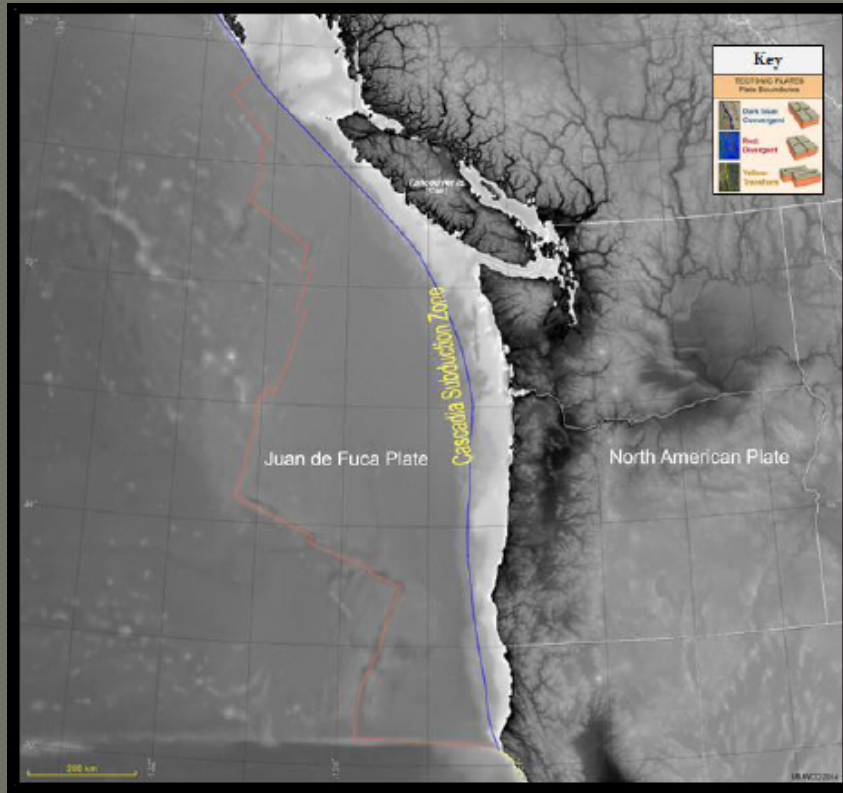 Key
TECTONIC PLATES
Plate Boundaries
Dark blue:
Convergent
Red:
Divergent
Yellow:
Transform
Cascadia Subduction Zone
Juan de Fuca Plate
North American Plate
200 km